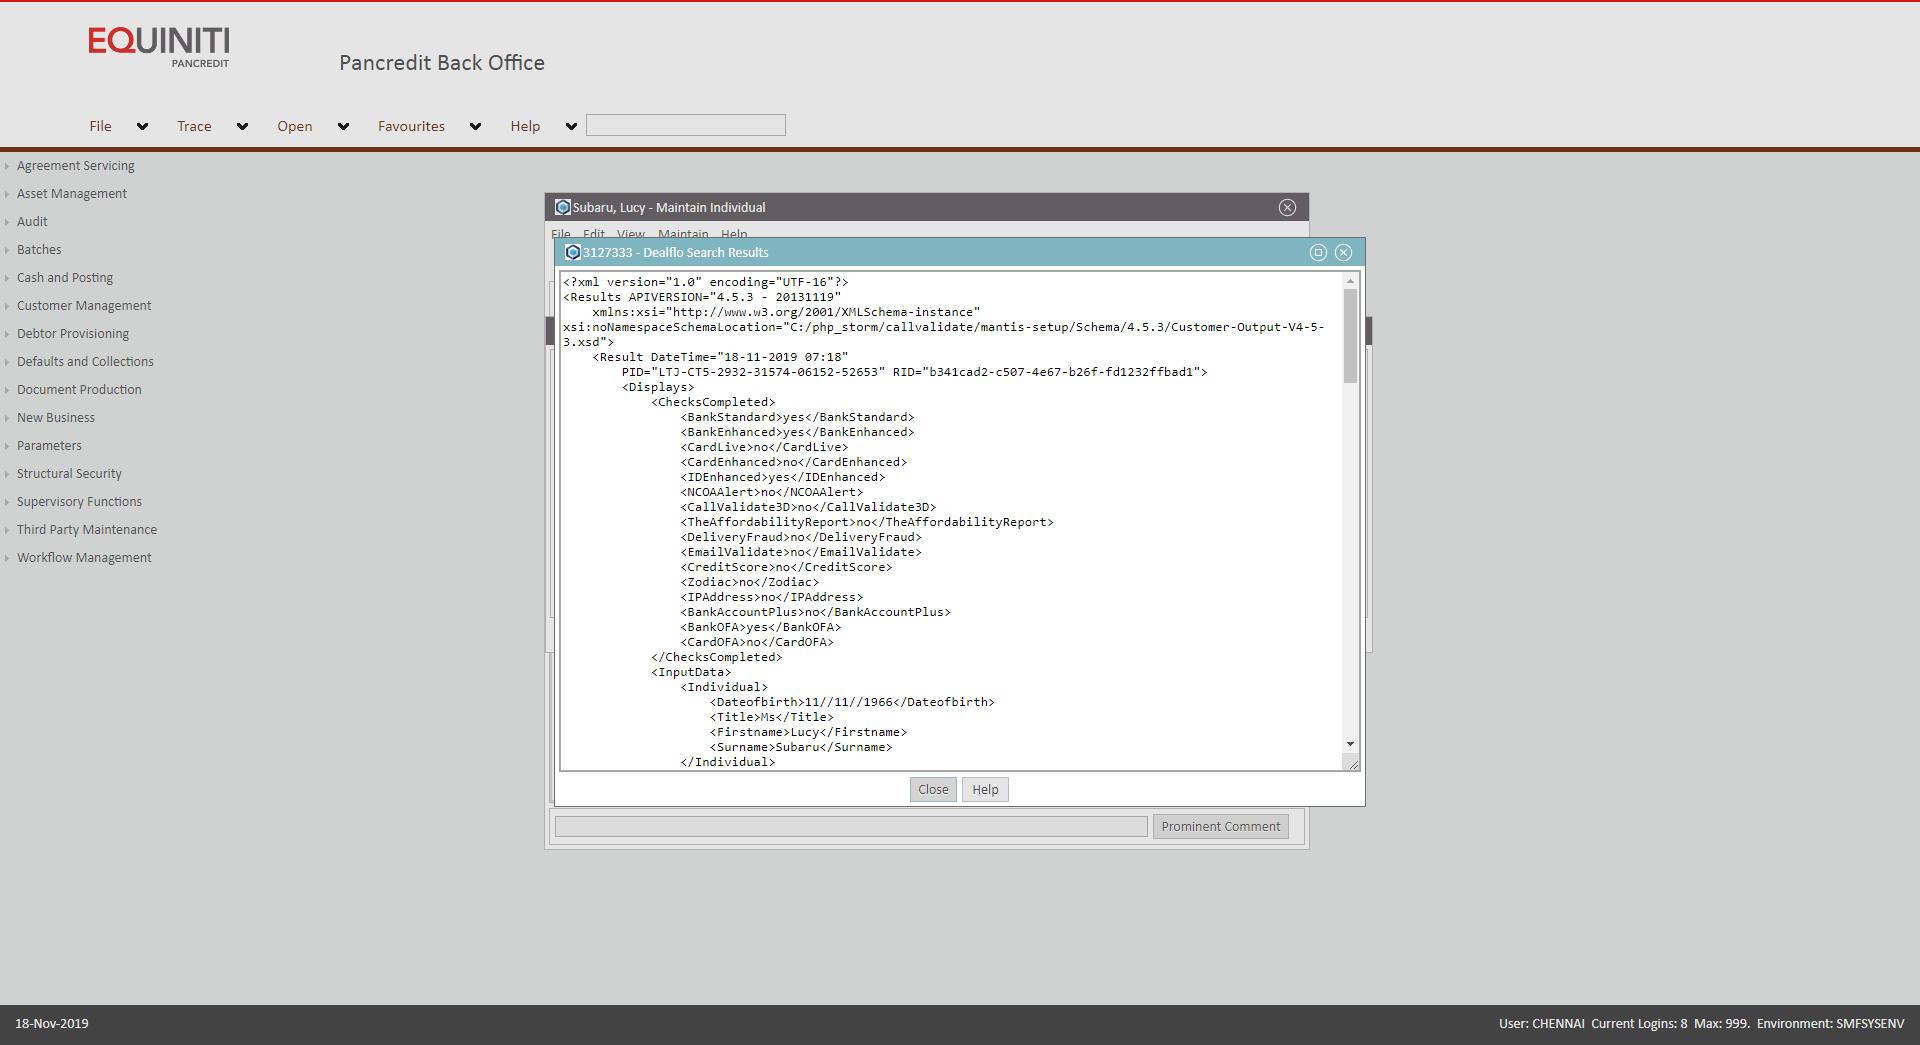 EQUINITI
PANCREDIT
Pancredit Back Office
File Trace Open Favourites Help
Agreement Servicing
Asset Management
Audit
Batches
Cash and Posting
Customer Management
Debtor Provisioning
Defaults and Collections
Document Production
New Business
Parameters
Structural Security
Supervisory Functions
Third Party Maintenance
Workflow Management
Subaru, Lucy - Maintain Individual
File Edit View Maintain Help
3127333 - Dealflo Search Results
<?xml version="1.0" encoding="UTF-16"?>
<Results APIVERSION="4.5.3 - 20131119"
xmlns:xsi="http://www.w3.org/2001/XMLSchema-instance"
xsi:noNamespaceSchemaLocation="C:/php_storm/callvalidate/mantis-setup/Schema/4.5.3/Customer-Output-V4-5-
3.xsd">
<Result DateTime="18-11-2019 07:18"
PID="LTJ-CT5-2932-31574-06152-52653" RID="b341cad2-c507-4e67-b26f-fd1232ffbad1">
<Displays>
<ChecksCompleted>
<BankStandard>yes</BankStandard>
<BankEnhanced>yes</BankEnhanced>
<CardLive>no</CardLive>
<CardEnhanced>no</CardEnhanced>
<IDEnhanced>yes</IDEnhanced>
<NCOAAlert>no</NCOAAlert>
<CallValidate3D>no</CallValidate3D>
<TheAffordabilityReport>no</TheAffordabilityReport>
<DeliveryFraud>no</DeliveryFraud>
<EmailValidate>no</EmailValidate>
<CreditScore>no</CreditScore>
<Zodiac>no</Zodiac>
<IPAddress>no</IPAddress>
<BankAccountPlus>no</BankAccountPlus>
<BankOFA>yes</BankOFA>
<CardOFA>no</CardOFA>
</ChecksCompleted>
<InputData>
<Individual>
<Dateofbirth>11//11//1966</Dateofbirth>
<Title>Ms</Title>
<Firstname>Lucy</Firstname>
<Surname>Subaru</Surname>
</Individual>
Close Help
Prominent Comment
18-Nov-2019
User: CHENNAI Current Logins: 8 Max: 999. Environment: SMFSYSENV